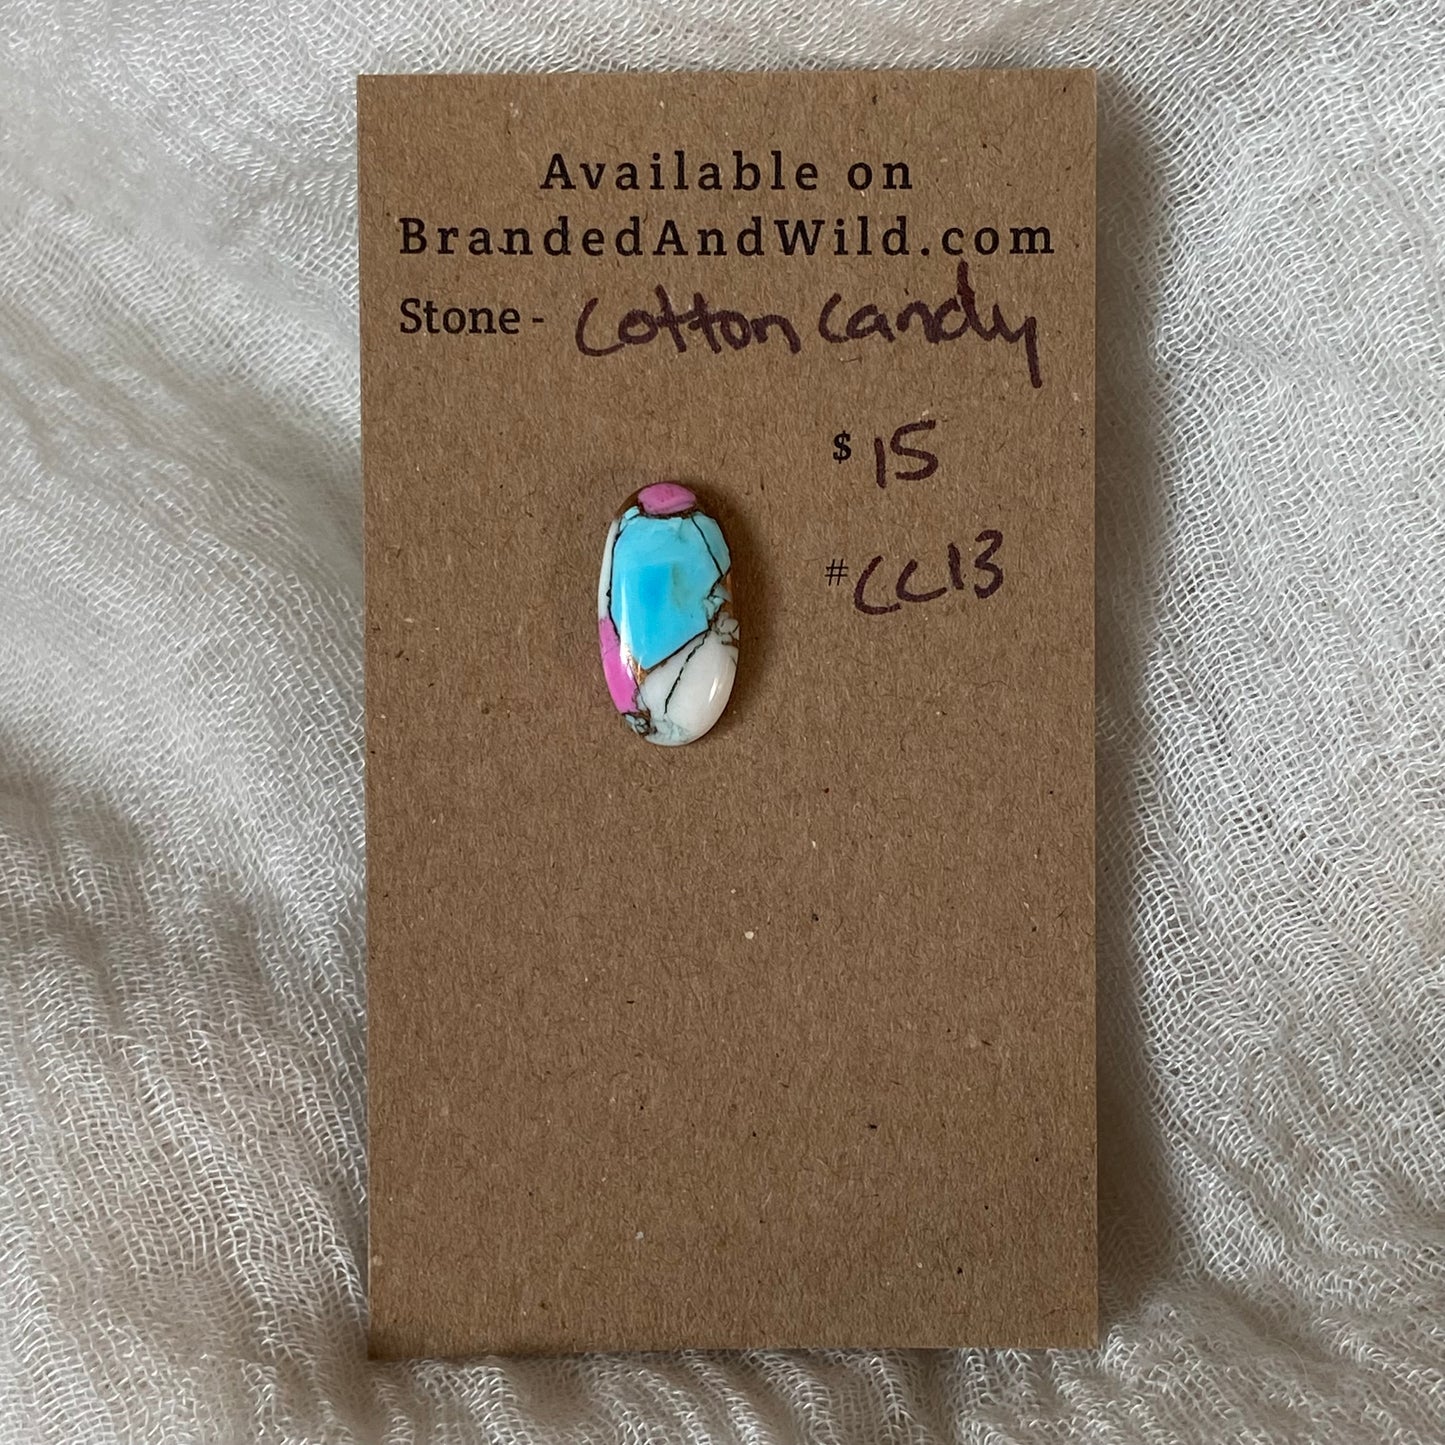 Available on
BrandedAndWild.com
Stone - Cotton Candy
$ 15
# CC13